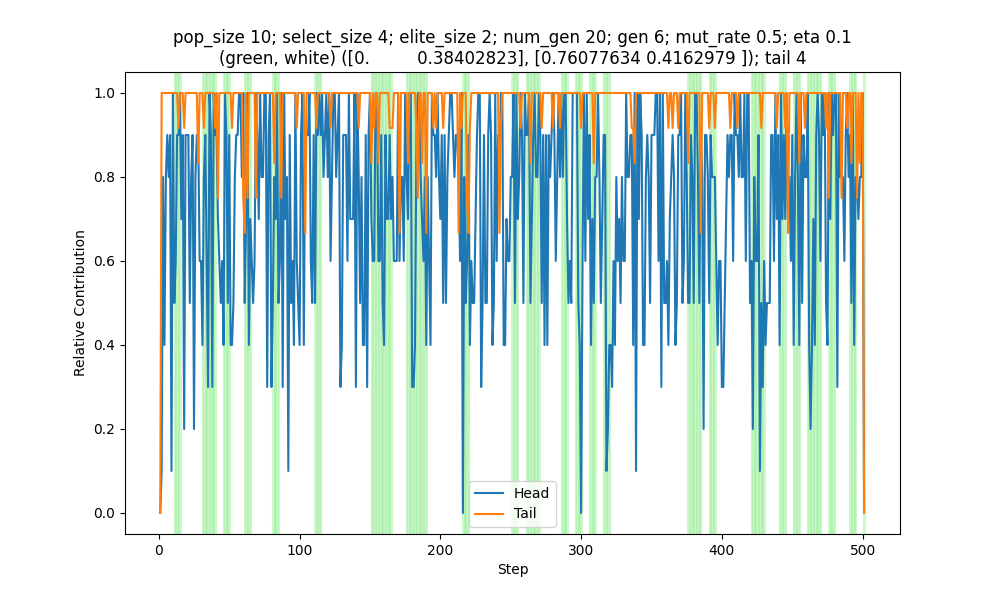 pop_size 10; select_size 4; elite_size 2; num_gen 20; gen 6; mut_rate 0.5; eta 0.1
(green, white) ([0.         0.38402823], [0.76077634 0.4162979 ]); tail 4
1.0
0.8
0.6
0.4
0.2
0.0
Relative Contribution
Head
Tail
0
100
200
300
400
500
Step